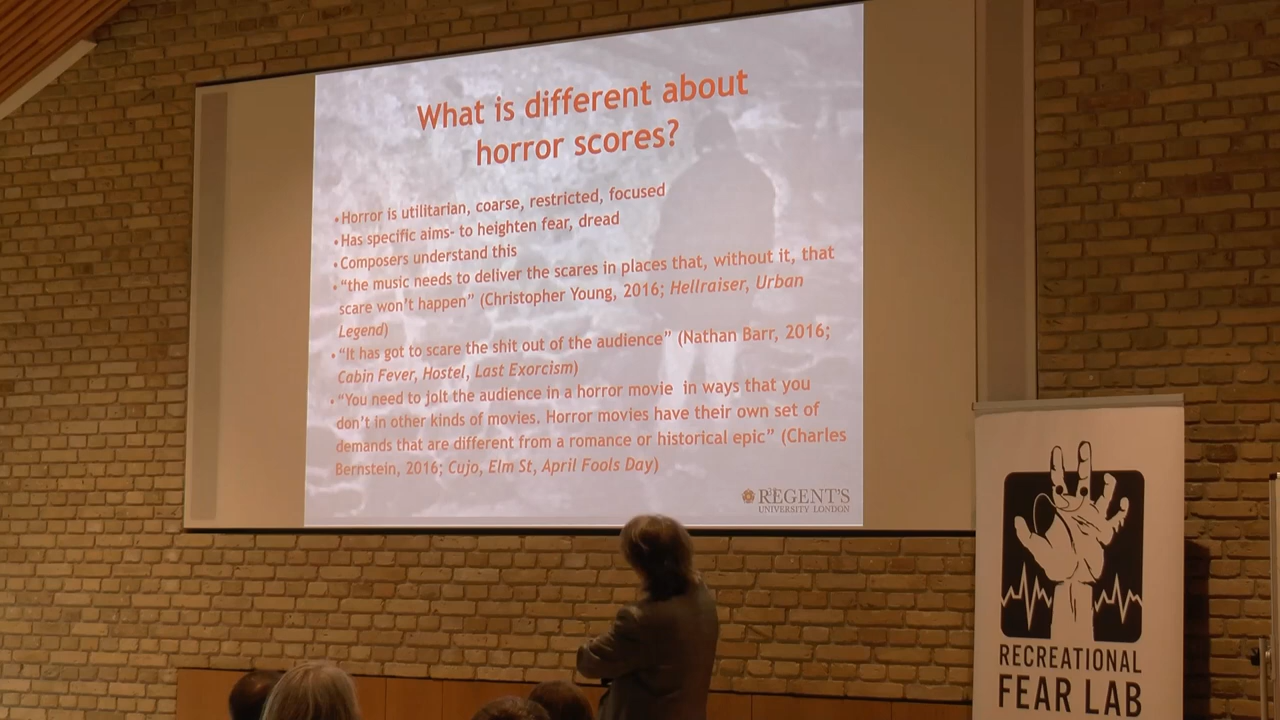 What is different about
horror scores?
•Horror is utilitarian, coarse, restricted, focused
•Has specific aims- to heighten fear, dread
•Composers understand this
•“the music needs to deliver the scares in places that, without it, that
scare won’t happen” (Christopher Young, 2016; Hellraiser, Urban
Legend)
•“It has got to scare the shit out of the audience” (Nathan Barr, 2016;
Cabin Fever, Hostel, Last Exorcism)
•“You need to jolt the audience in a horror movie in ways that you
don’t in other kinds of movies. Horror movies have their own set of
demands that are different from a romance or historical epic” (Charles
Bernstein, 2016; Cujo, Elm St, April Fools Day)
REGENT'S
UNIVERSITY LONDON
RECREATIONAL
FEAR LAB